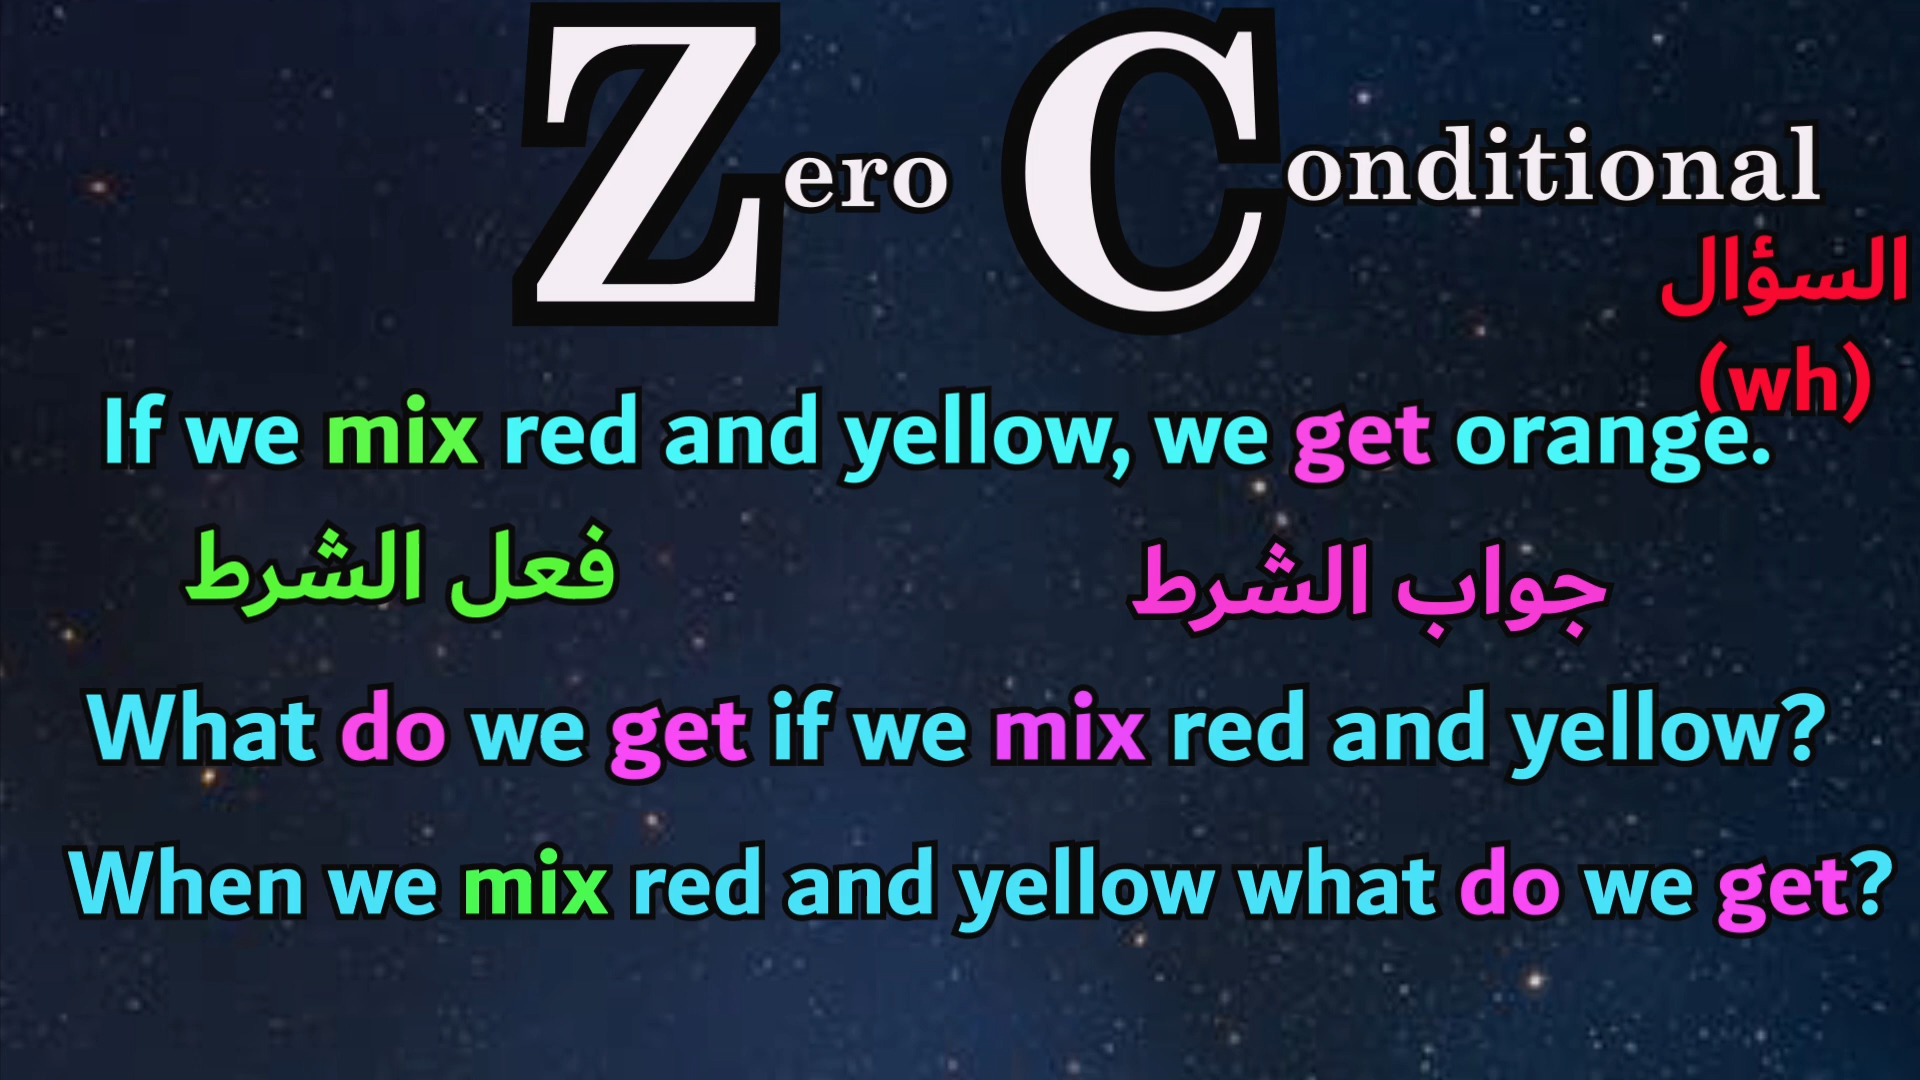 Zero Conditional
السؤال
(wh)
If we mix red and yellow, we get orange.
فعل الشرط
جواب الشرط
What do we get if we mix red and yellow?
When we mix red and yellow what do we get?